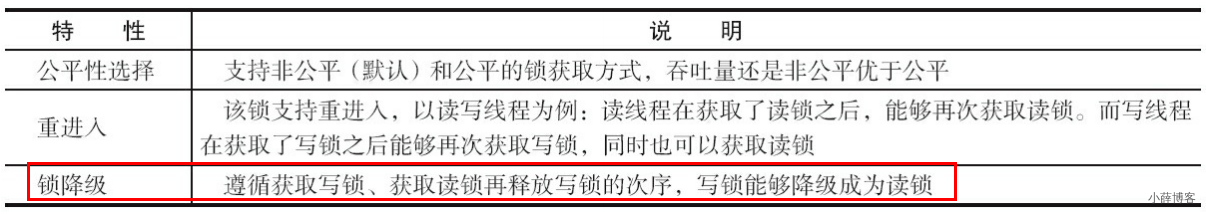 特 性 说 明
公平性选择 支持非公平（默认）和公平的锁获取方式，吞吐量还是非公平优于公平
重进入 该锁支持重进入，以读写线程为例：读线程在获取了读锁之后，能够再次获取读锁。而写线程
在获取了写锁之后能够再次获取写锁，同时也可以获取读锁
锁降级 遵循获取写锁、获取读锁再释放写锁的次序，写锁能够降级成为读锁
小薛博客